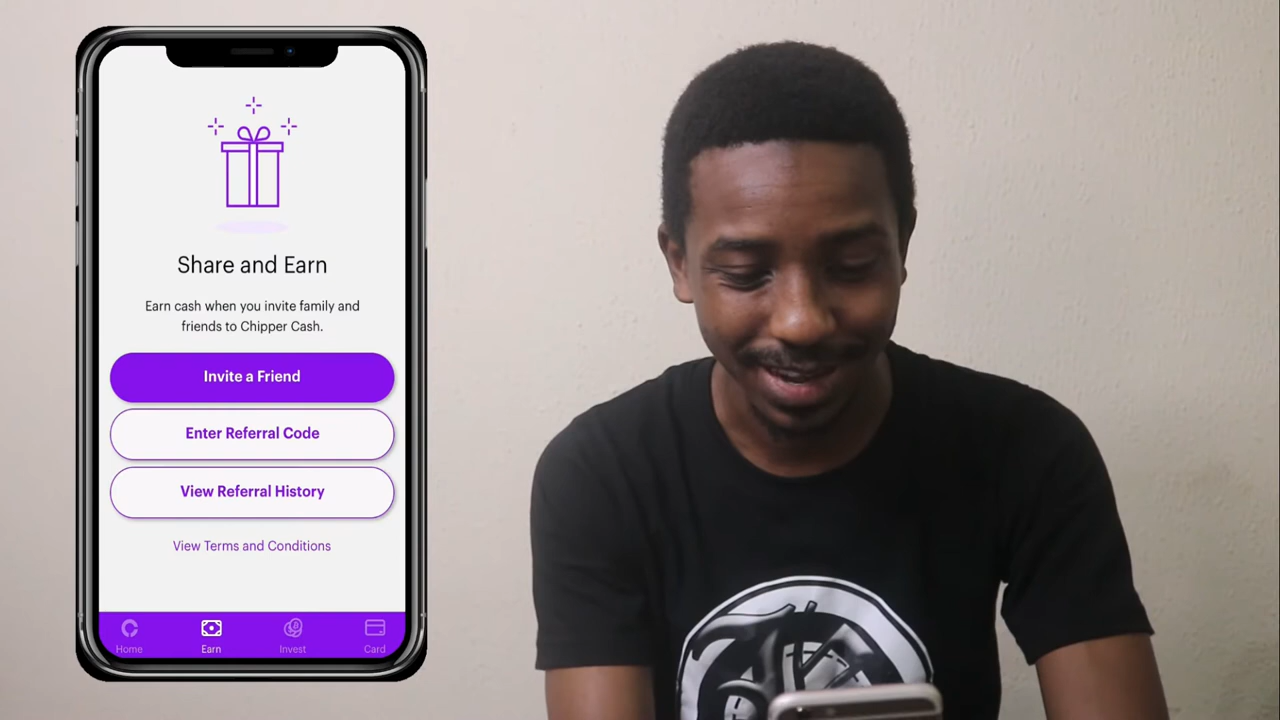 Share and Earn
Earn cash when you invite family and
friends to Chipper Cash.
Invite a Friend
Enter Referral Code
View Referral History
View Terms and Conditions
Home Earn Invest Card